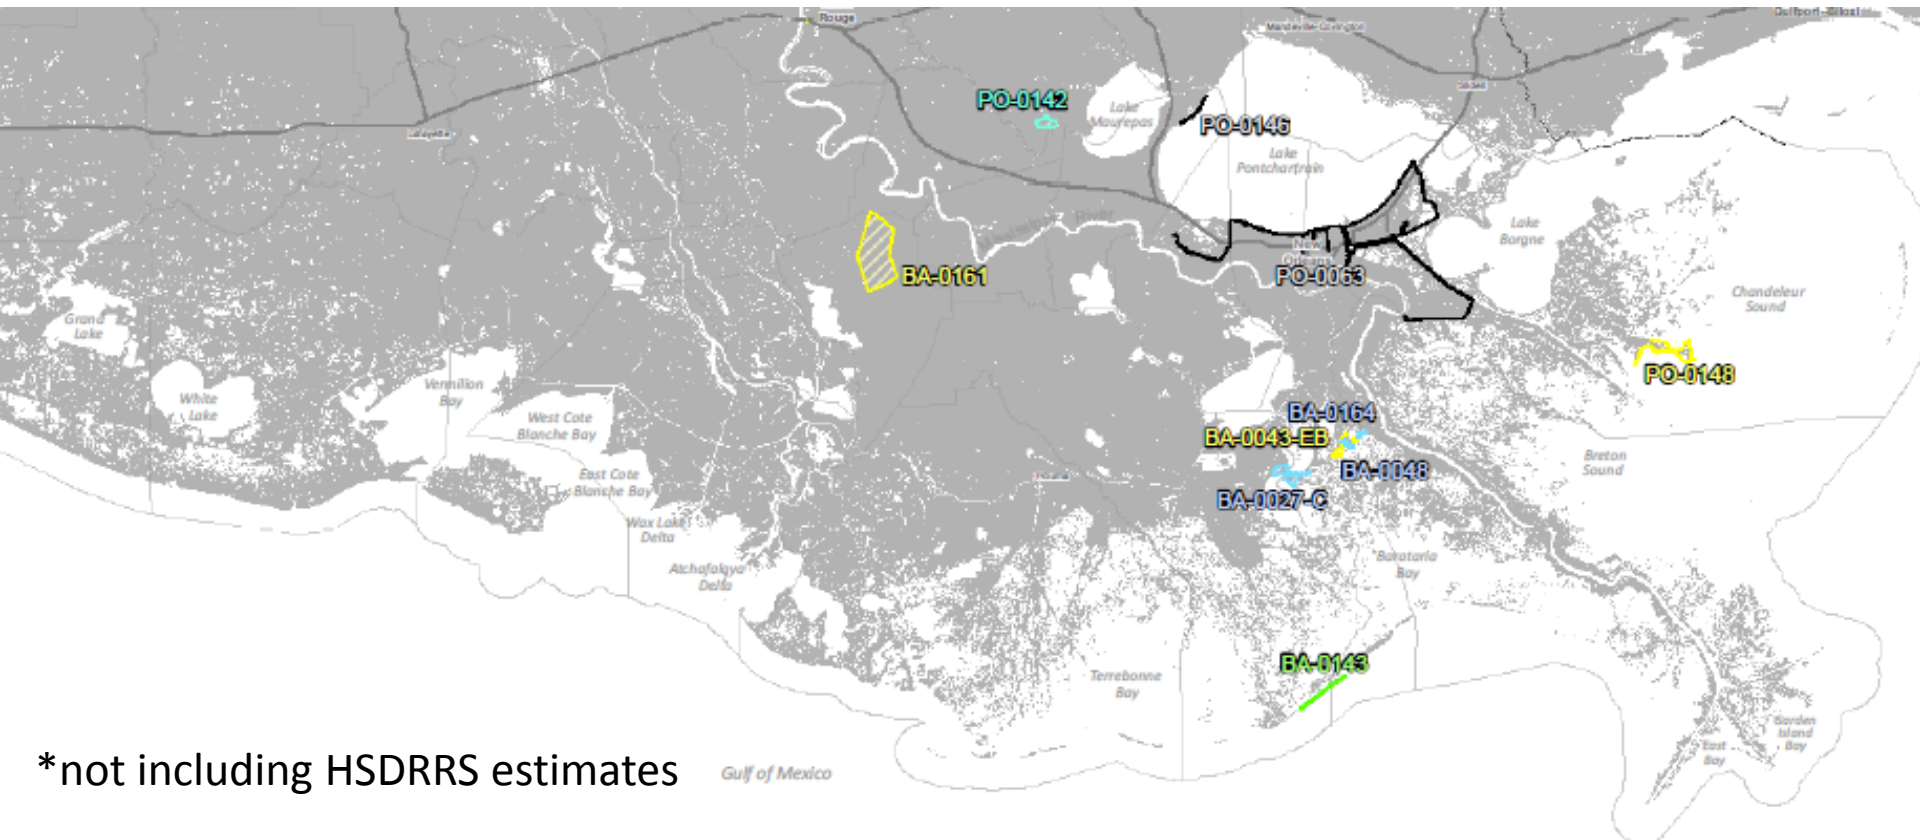 Rouge
Gulfport-Biloxi
Mandeville-Covington
Slidell
PO-0142
Lake
Maurepas
PO-0146
Lafayette
Lake
Pontchartrain
Mississippi River
Lake
Borgne
New
Orleans
BA-0161
PO-0063
Chandeleur
Sound
Grand
Lake
PO-0148
Vermilion
Bay
White
Lake
West Cote
Blanche Bay
BA-0164
BA-0043-EB
BA-0048
Breton
Sound
East Cote
Blanche Bay
Houma
BA-0027-C
Wax Lake
Delta
Atchafalaya
Delta
Barataria
Bay
BA-0143
Terrebonne
Bay
Garden
Island
Bay
East
Bay
*not including HSDRRS estimates
Gulf of Mexico